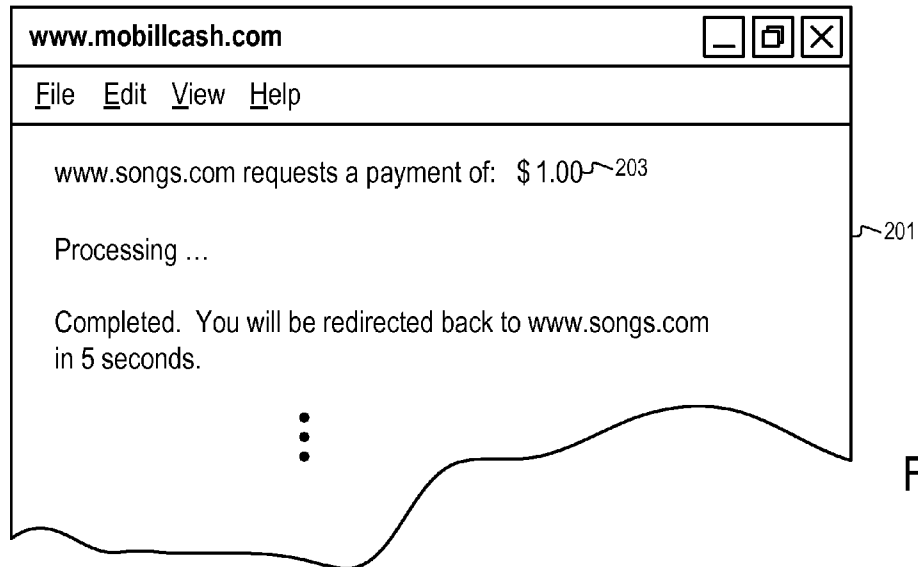 www.mobillcash.com
File Edit View Help
www.songs.com requests a payment of: $1.00 203
201
Processing ...
Completed. You will be redirected back to www.songs.com
in 5 seconds.
F